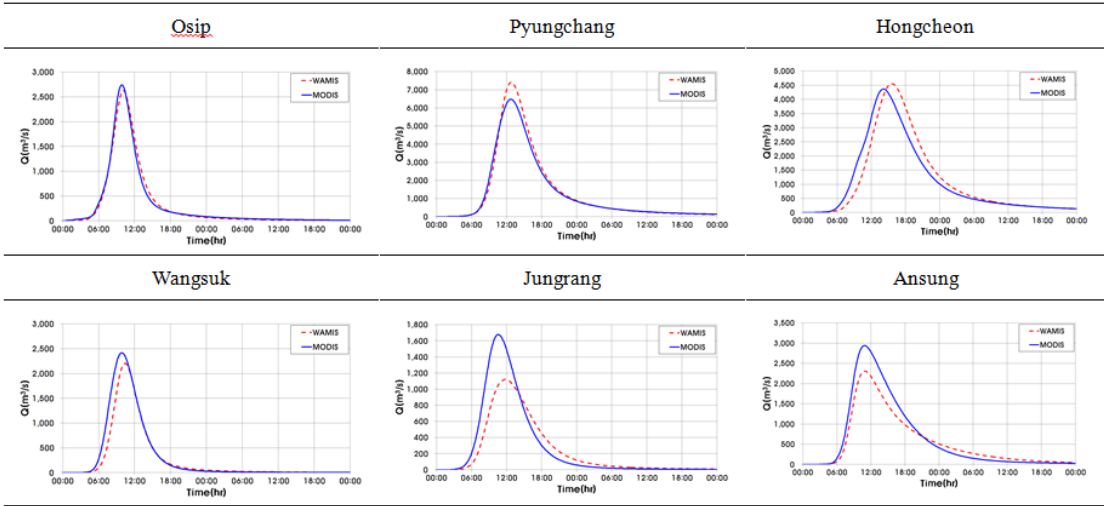 Osip Pyungchang Hongcheon
3,000
2,500
2,000
1,500
1,000
500
0
Q(m³/s)
WAMIS
MODIS
00:00 06:00 12:00 18:00 00:00 06:00 12:00 18:00 00:00
Time(hr)
8,000
7,000
6,000
5,000
4,000
3,000
2,000
1,000
0
Q(m³/s)
WAMIS
MODIS
00:00 06:00 12:00 18:00 00:00 06:00 12:00 18:00 00:00
Time(hr)
5,000
4,500
4,000
3,500
3,000
2,500
2,000
1,500
1,000
500
0
Q(m³/s)
WAMIS
MODIS
00:00 06:00 12:00 18:00 00:00 06:00 12:00 18:00 00:00
Time(hr)
Wangsuk Jungrang Ansung
3,000
2,500
2,000
1,500
1,000
500
0
Q(m³/s)
WAMIS
MODIS
00:00 06:00 12:00 18:00 00:00 06:00 12:00 18:00 00:00
Time(hr)
1,800
1,600
1,400
1,200
1,000
800
600
400
200
0
Q(m³/s)
WAMIS
MODIS
00:00 06:00 12:00 18:00 00:00 06:00 12:00 18:00 00:00
Time(hr)
3,500
3,000
2,500
2,000
1,500
1,000
500
0
Q(m³/s)
WAMIS
MODIS
00:00 06:00 12:00 18:00 00:00 06:00 12:00 18:00 00:00
Time(hr)